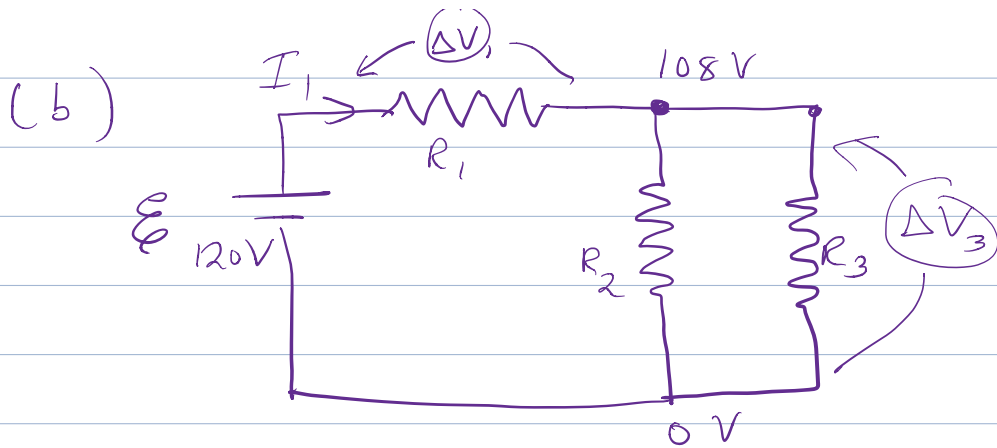 ΔV₁
I₁
108 V
(b)
R₁
ℰ
120V
R₂
R₃
ΔV₃
0 V